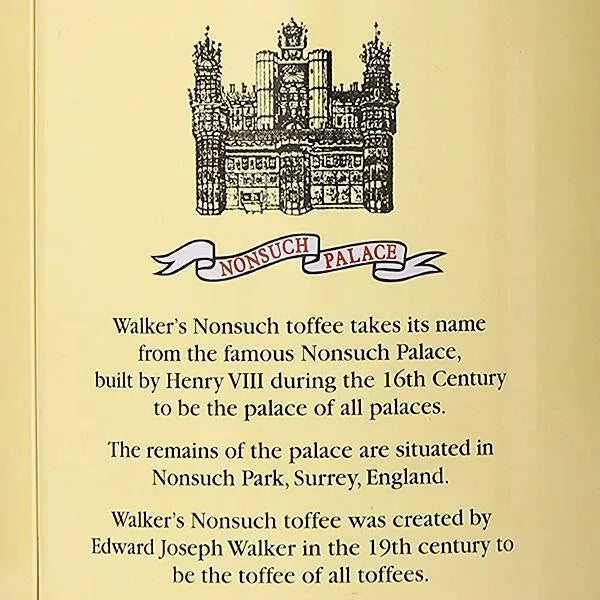 NONSUCH PALACE
Walker's Nonsuch toffee takes its name
from the famous Nonsuch Palace,
built by Henry VIII during the 16th Century
to be the palace of all palaces.
The remains of the palace are situated in
Nonsuch Park, Surrey, England.
Walker's Nonsuch toffee was created by
Edward Joseph Walker in the 19th century to
be the toffee of all toffees.